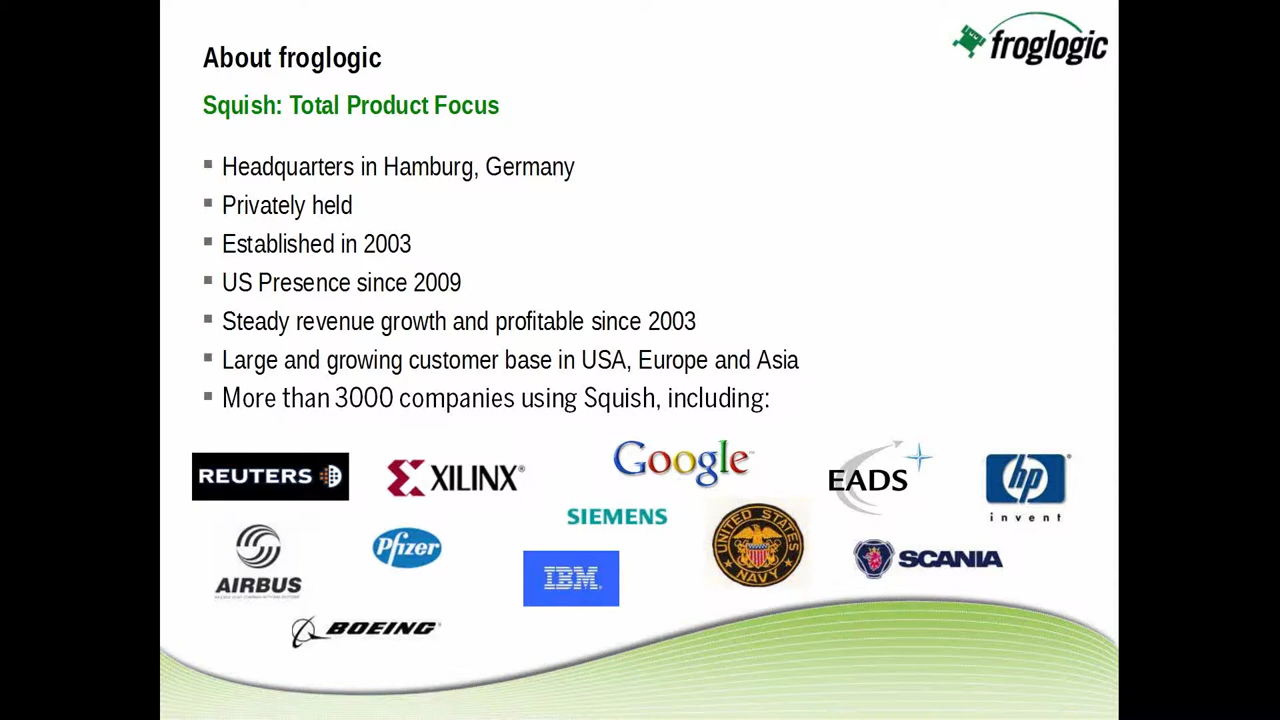 froglogic
About froglogic
Squish: Total Product Focus
Headquarters in Hamburg, Germany
Privately held
Established in 2003
US Presence since 2009
Steady revenue growth and profitable since 2003
Large and growing customer base in USA, Europe and Asia
More than 3000 companies using Squish, including:
REUTERS
XILINX®
Google™
EADS
hp®
invent
SIEMENS
UNITED STATES
NAVY
AIRBUS
Pfizer
IBM
SCANIA
BOEING®